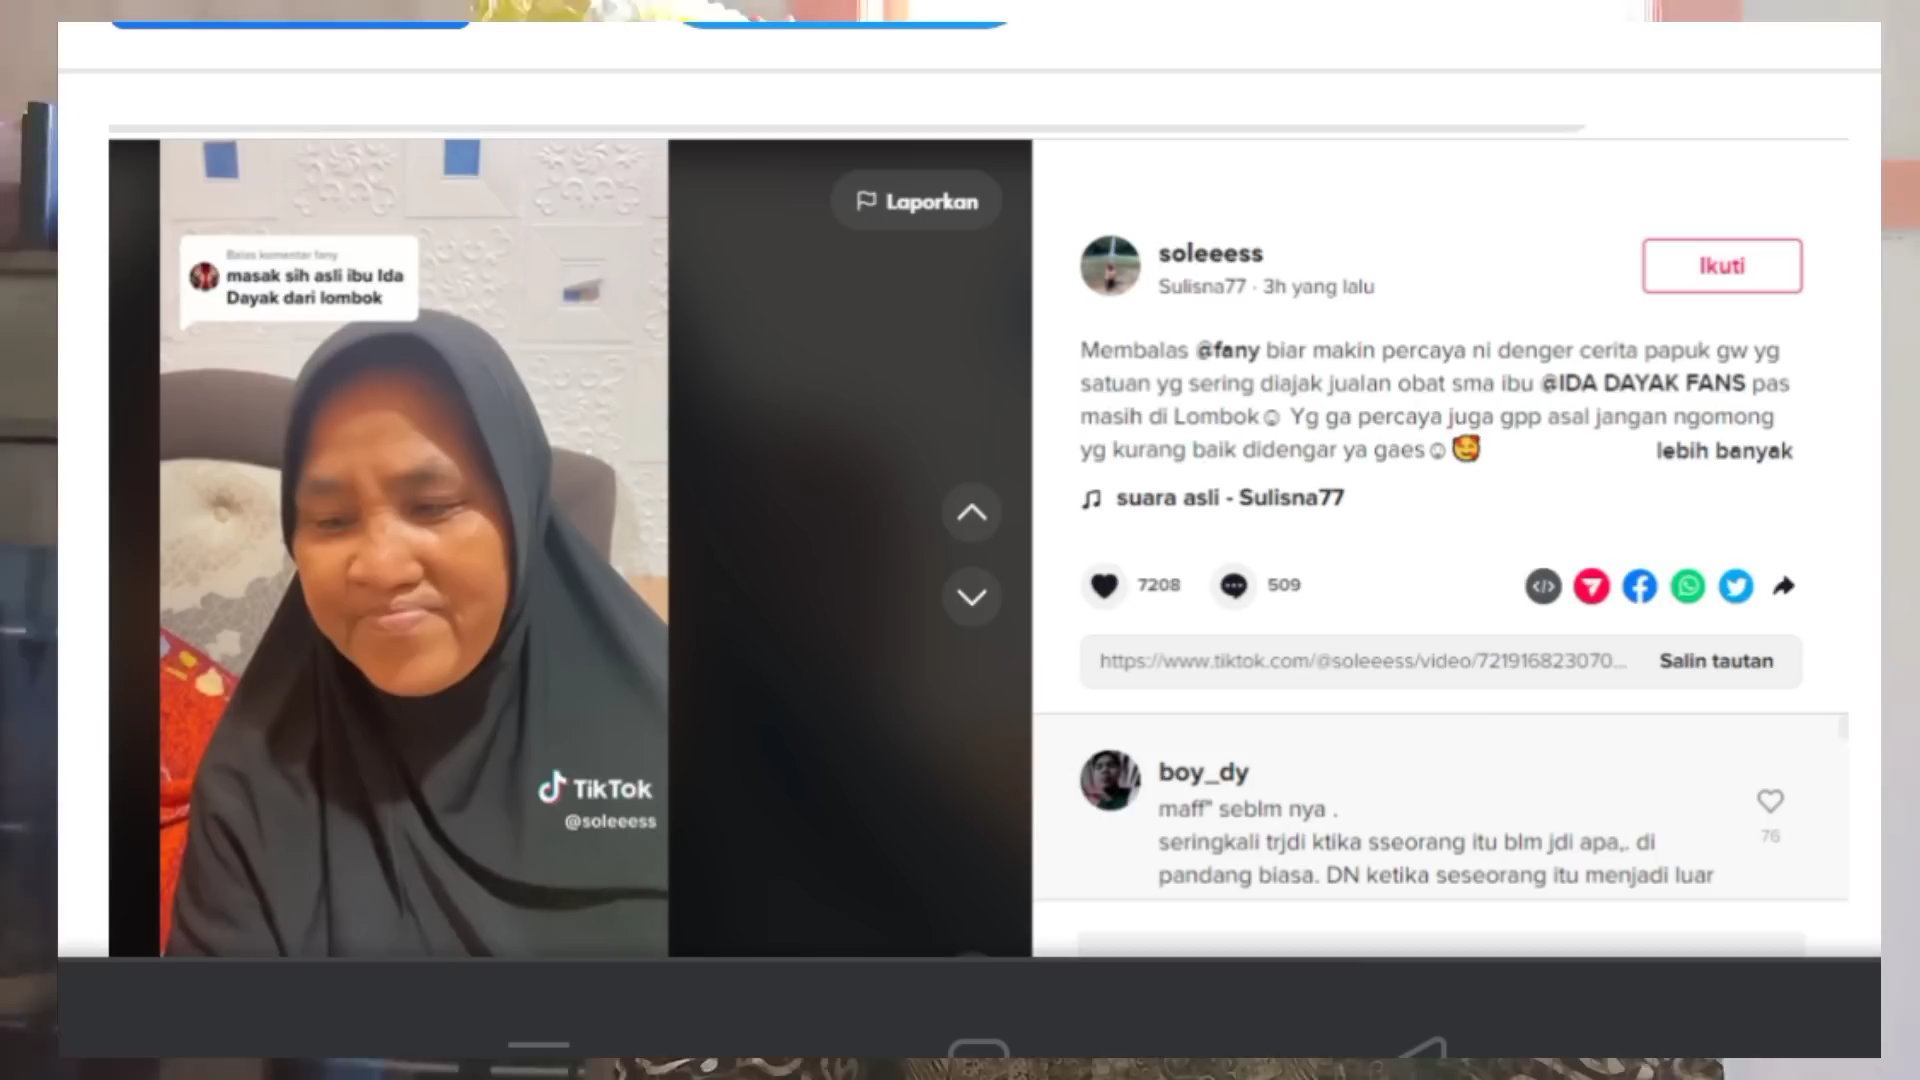 Laporkan
Balas komentar fany
masak sih asli ibu Ida
Dayak dari lombok
TikTok
@soleeess
soleeess
Sulisna77 · 3h yang lalu
Ikuti
Membalas @fany biar makin percaya ni denger cerita papuk gw yg
satuan yg sering diajak jualan obat sma ibu @IDA DAYAK FANS pas
masih di Lombok☺ Yg ga percaya juga gpp asal jangan ngomong
yg kurang baik didengar ya gaes☺🥰
lebih banyak
♫ suara asli - Sulisna77
7208
509
https://www.tiktok.com/@soleeess/video/721916823070...
Salin tautan
boy_dy
maff" seblm nya .
seringkali trjdi ktika sseorang itu blm jdi apa,. di
pandang biasa. DN ketika seseorang itu menjadi luar
76